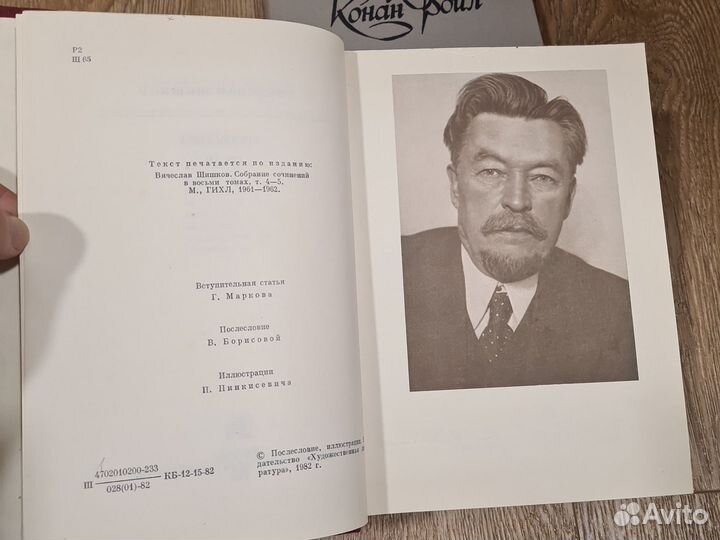 Конан Дойл
Р2
Щ 65
Текст печатается по изданию:
Вячеслав Шишков. Собрание сочинений
в восьми томах, т. 4—5.
М., ГИХЛ, 1961—1962.
Вступительная статья
Г. Маркова
Послесловие
В. Борисовой
Иллюстрации
П. Пинкисевича
Ш 4702010200-233 КБ-12-15-82
028(01)-82
© Послесловие, иллюстрации.
дательство «Художественная
ратура», 1982 г.
Avito